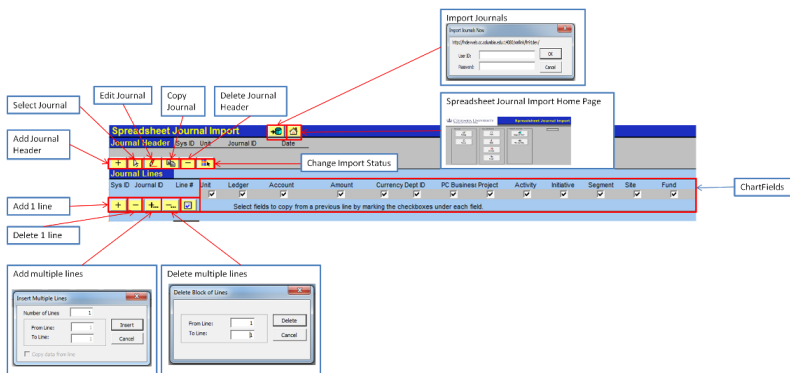 Import Journals
Import Journals Now
User ID:
Password:
OK
Cancel
Edit Journal
Copy Journal
Delete Journal Header
Select Journal
Spreadsheet Journal Import Home Page
Spreadsheet Journal Import
Add Journal Header
Spreadsheet Journal Import
Journal Header Sys ID Unit Journal ID Date
Change Import Status
Journal Lines
Sys ID Journal ID Line # Unit Ledger Account Amount Currency Dept ID PC Business Project Activity Initiative Segment Site Fund
ChartFields
Select fields to copy from a previous line by marking the checkboxes under each field.
Add 1 line
Delete 1 line
Add multiple lines
Insert Multiple Lines
Number of Lines 1
From Line: 1
To Line: 1
Insert
Cancel
Copy data from line
Delete multiple lines
Delete Block of Lines
From Line: 1
To Line: 1
Delete
Cancel